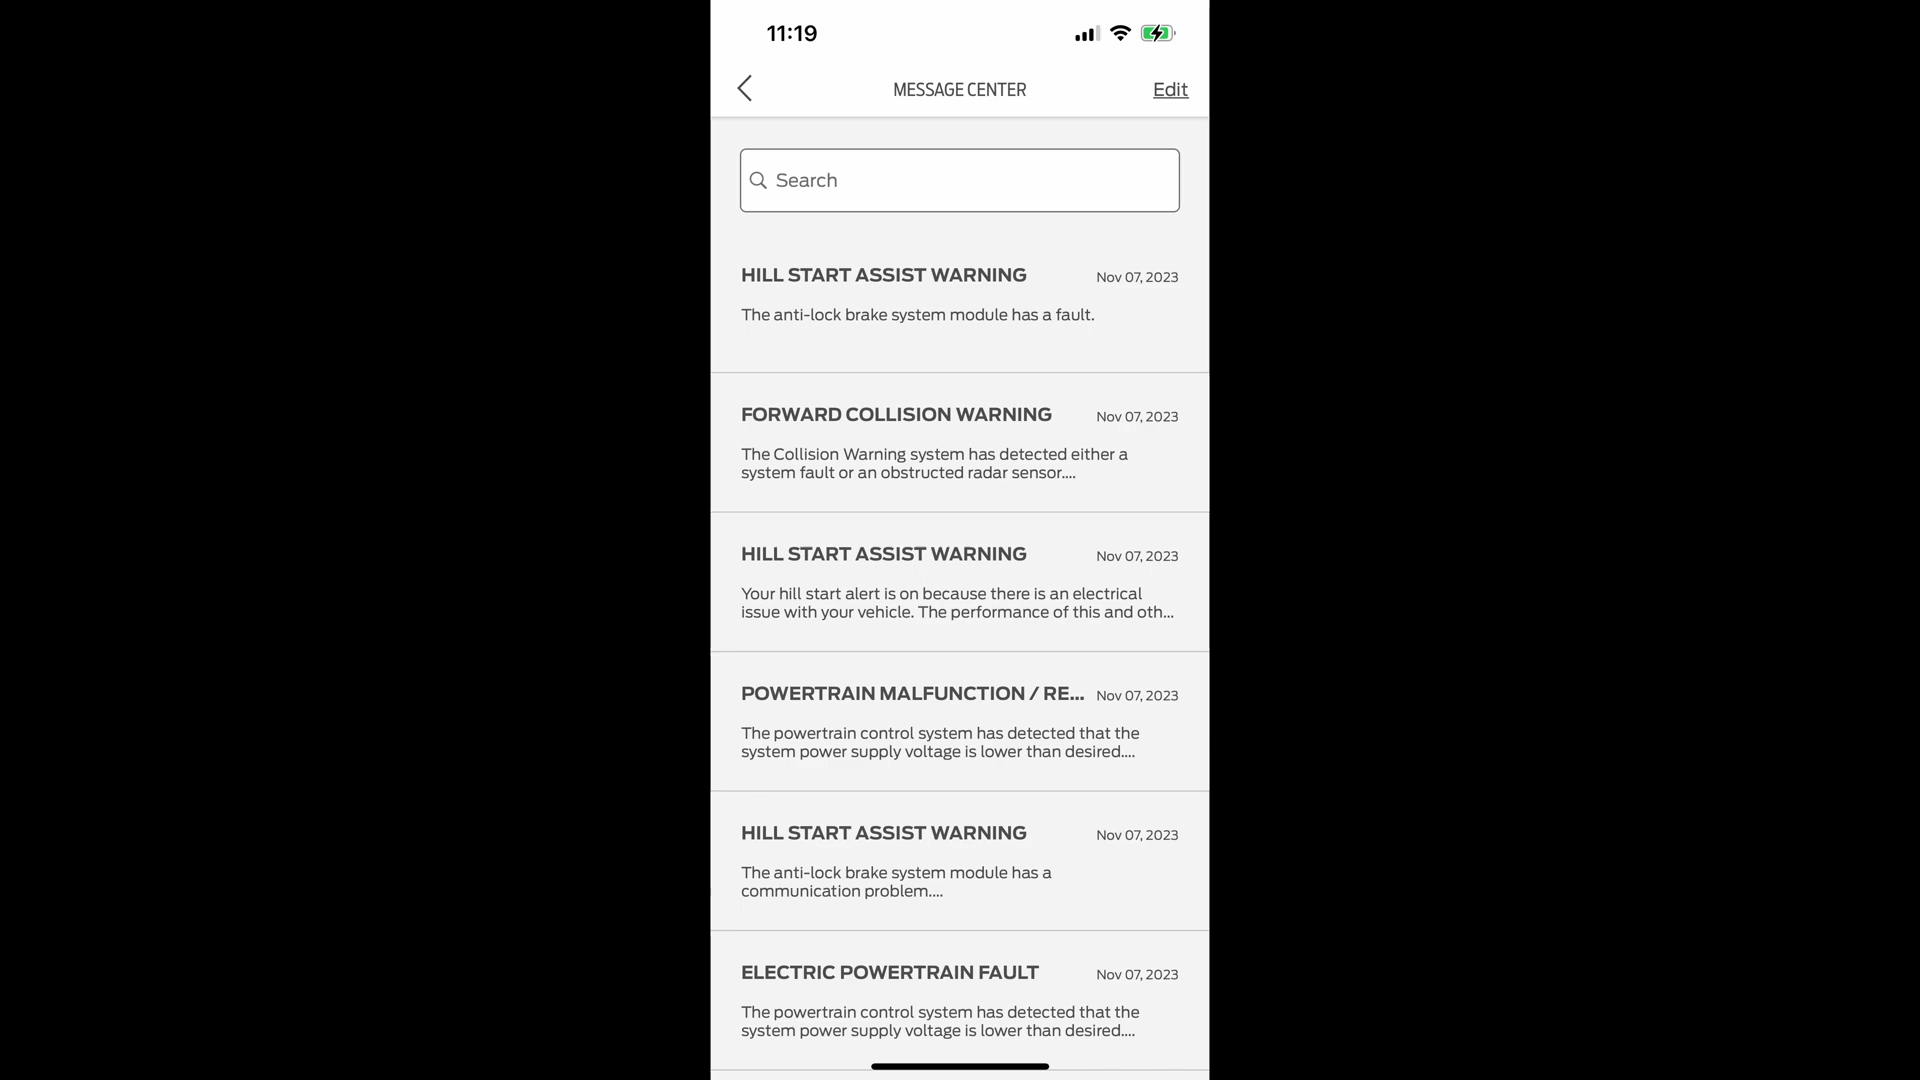 11:19
MESSAGE CENTER
Edit
Search
HILL START ASSIST WARNING
Nov 07, 2023
The anti-lock brake system module has a fault.
FORWARD COLLISION WARNING
Nov 07, 2023
The Collision Warning system has detected either a
system fault or an obstructed radar sensor....
HILL START ASSIST WARNING
Nov 07, 2023
Your hill start alert is on because there is an electrical
issue with your vehicle. The performance of this and oth...
POWERTRAIN MALFUNCTION / RE...
Nov 07, 2023
The powertrain control system has detected that the
system power supply voltage is lower than desired....
HILL START ASSIST WARNING
Nov 07, 2023
The anti-lock brake system module has a
communication problem....
ELECTRIC POWERTRAIN FAULT
Nov 07, 2023
The powertrain control system has detected that the
system power supply voltage is lower than desired....